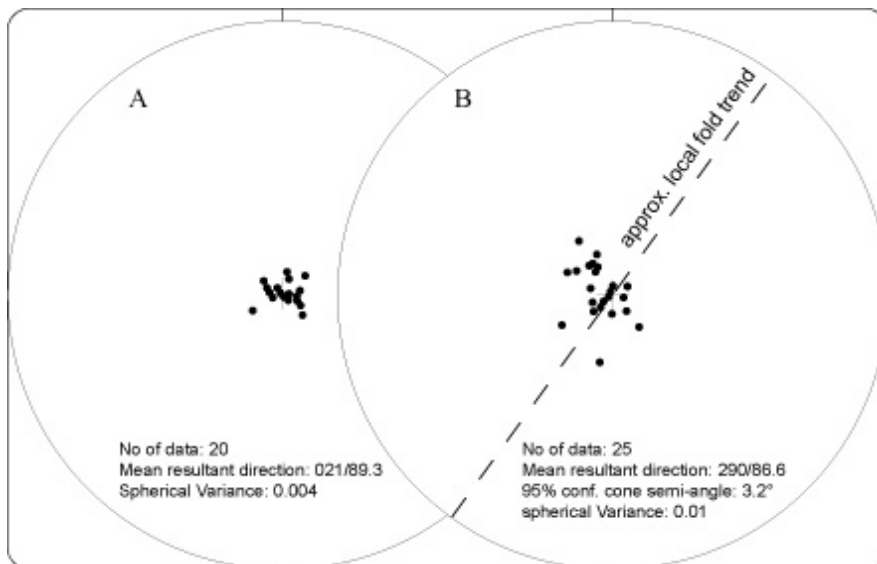 A
B
approx. local fold trend
No of data: 20
Mean resultant direction: 021/89.3
Spherical Variance: 0.004
No of data: 25
Mean resultant direction: 290/86.6
95% conf. cone semi-angle: 3.2°
spherical Variance: 0.01